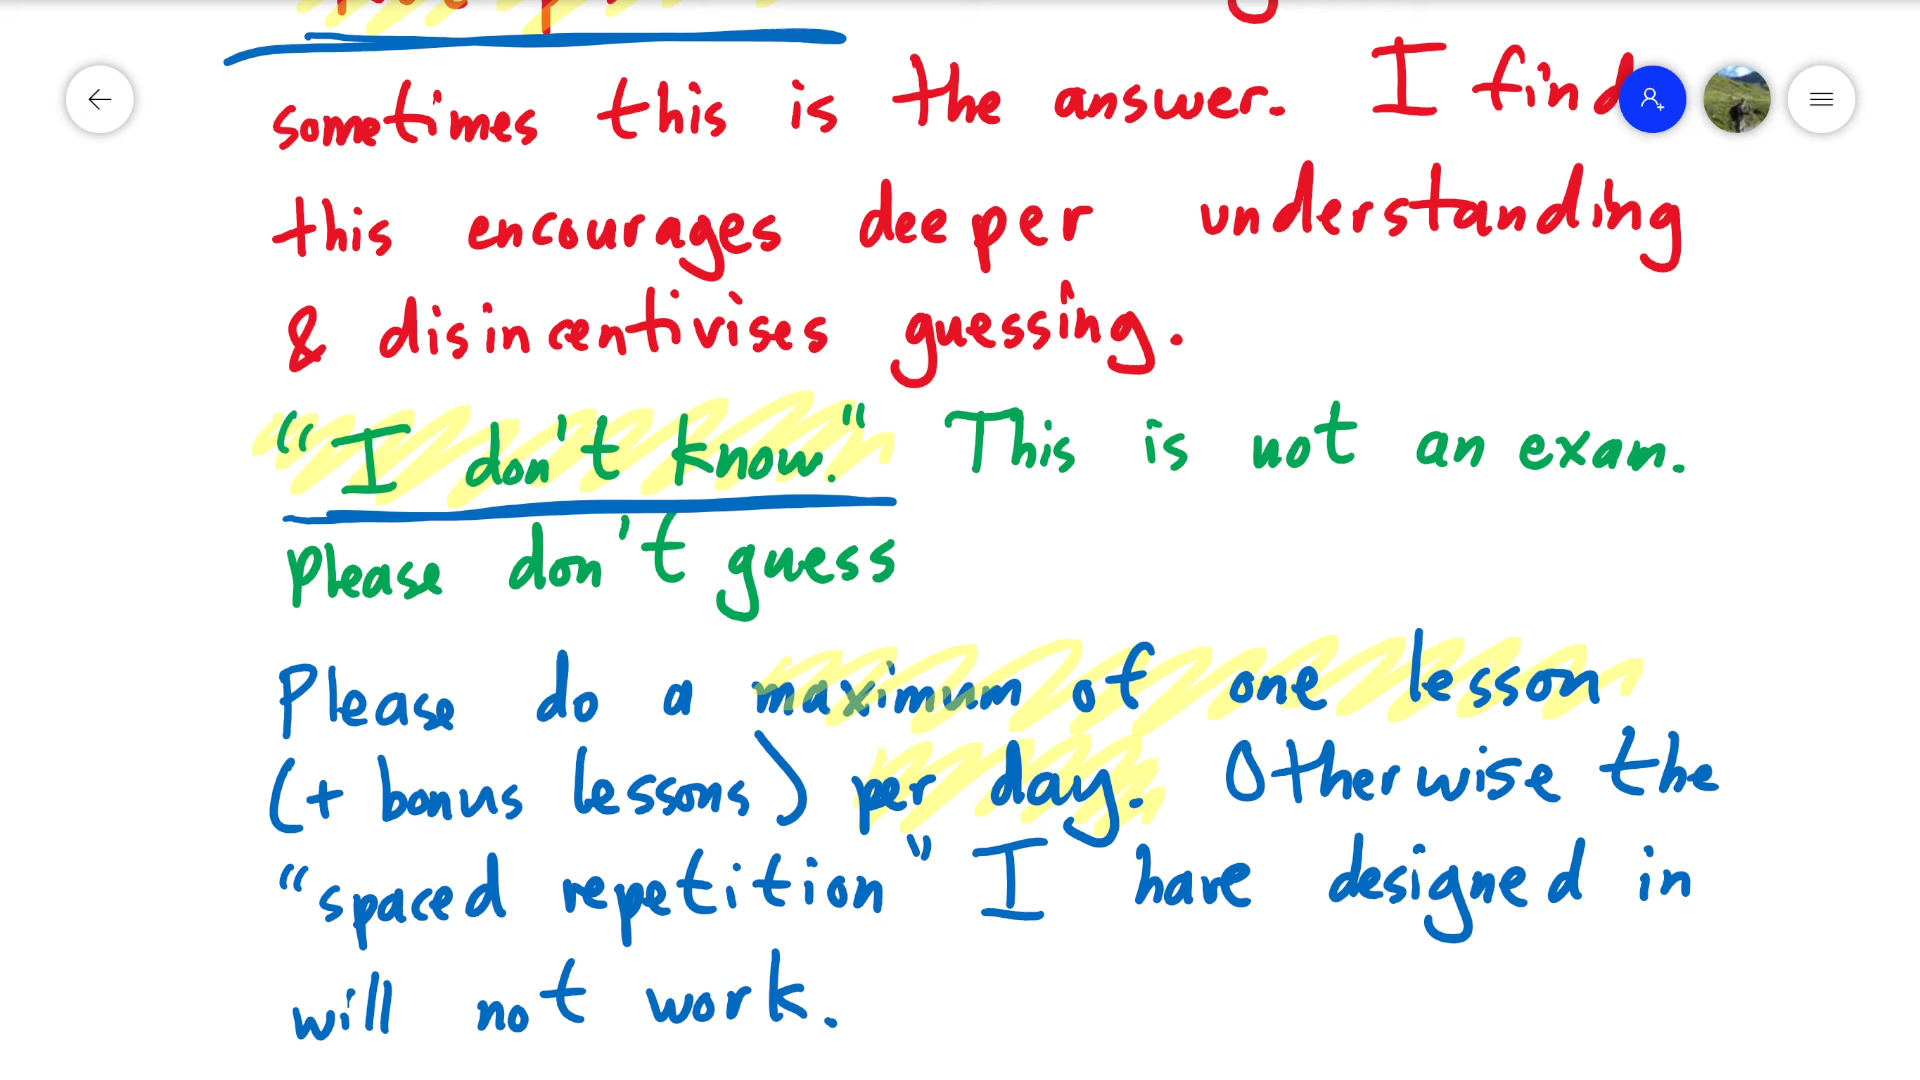 sometimes this is the answer. I find
this encourages deeper understanding
& disincentivises guessing.
"I don't know." This is not an exam.
please don't guess
Please do a maximum of one lesson
(+ bonus lessons) per day. Otherwise the
"spaced repetition" I have designed in
will not work.